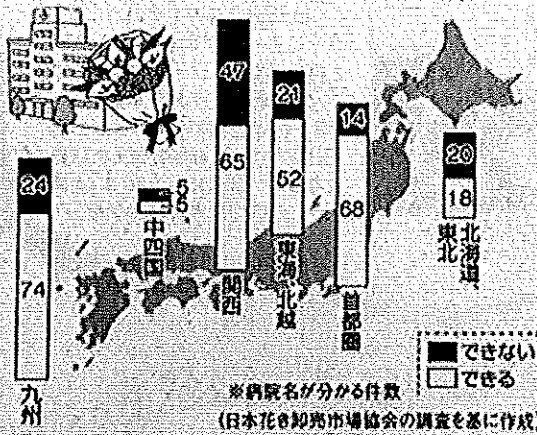 47
65
関西
21
52
東海、北越
14
68
首都圏
20
18
北海道、
東北
24
74
九州
5
5
中四国
できない
できる
※病院名が分かる件数
(日本花き卸売市場協会の調査を基に作成)